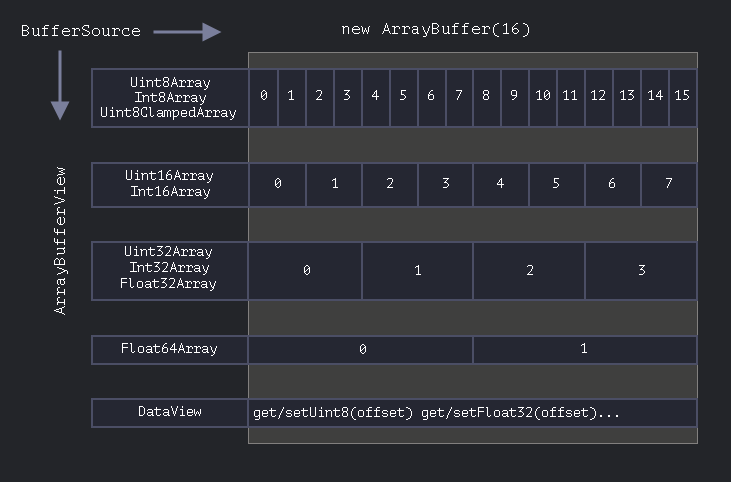 BufferSource
new ArrayBuffer(16)
ArrayBufferView
Uint8Array
Int8Array
Uint8ClampedArray
0 1 2 3 4 5 6 7 8 9 10 11 12 13 14 15
Uint16Array
Int16Array
0 1 2 3 4 5 6 7
Uint32Array
Int32Array
Float32Array
0 1 2 3
Float64Array
0 1
DataView
get/setUint8(offset) get/setFloat32(offset)...